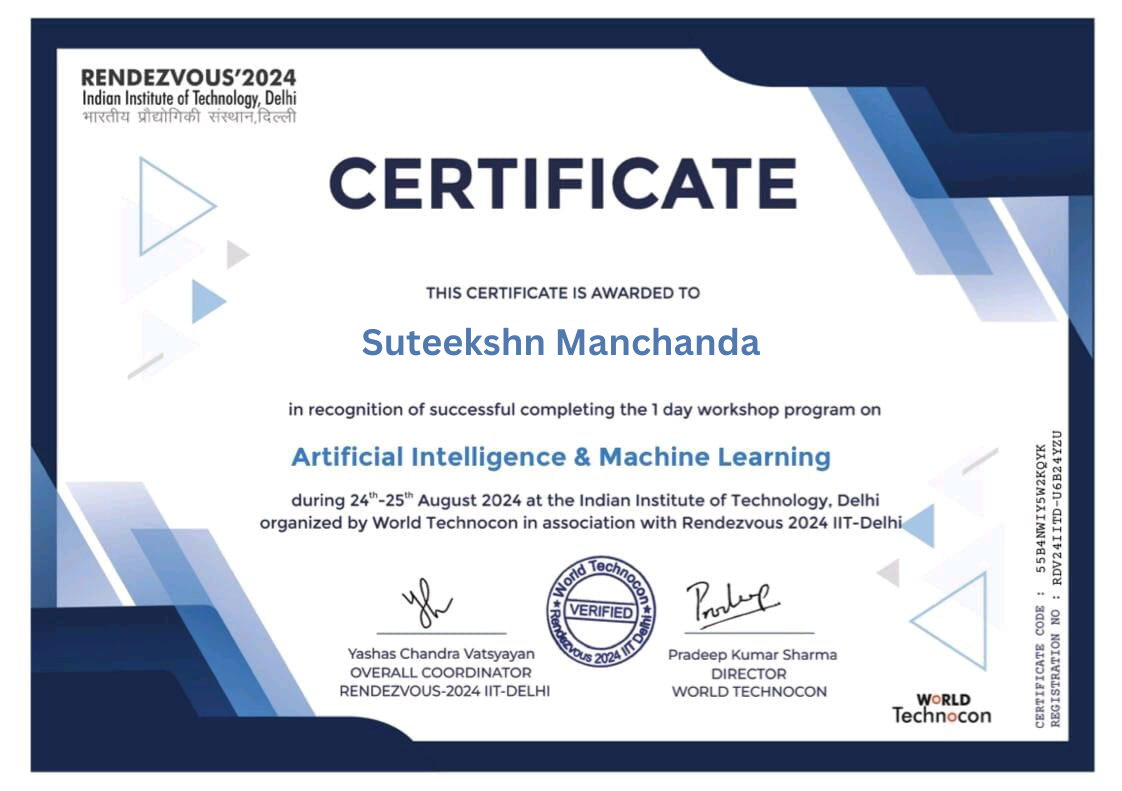 RENDEZVOUS'2024
Indian Institute of Technology, Delhi
भारतीय प्रौद्योगिकी संस्थान,दिल्ली
CERTIFICATE
THIS CERTIFICATE IS AWARDED TO
Suteekshn Manchanda
in recognition of successful completing the 1 day workshop program on
Artificial Intelligence & Machine Learning
during 24th-25th August 2024 at the Indian Institute of Technology, Delhi
organized by World Technocon in association with Rendezvous 2024 IIT-Delhi
World Technocon
VERIFIED
Rendezvous 2024 IIT Delhi
Pradeep
Yashas Chandra Vatsyayan
OVERALL COORDINATOR
RENDEZVOUS-2024 IIT-DELHI
Pradeep Kumar Sharma
DIRECTOR
WORLD TECHNOCON
WORLD
Technocon
CERTIFICATE CODE : 55B4NWIY5W2KQYK
REGISTRATION NO : RDV24IITD-U6B24YZU